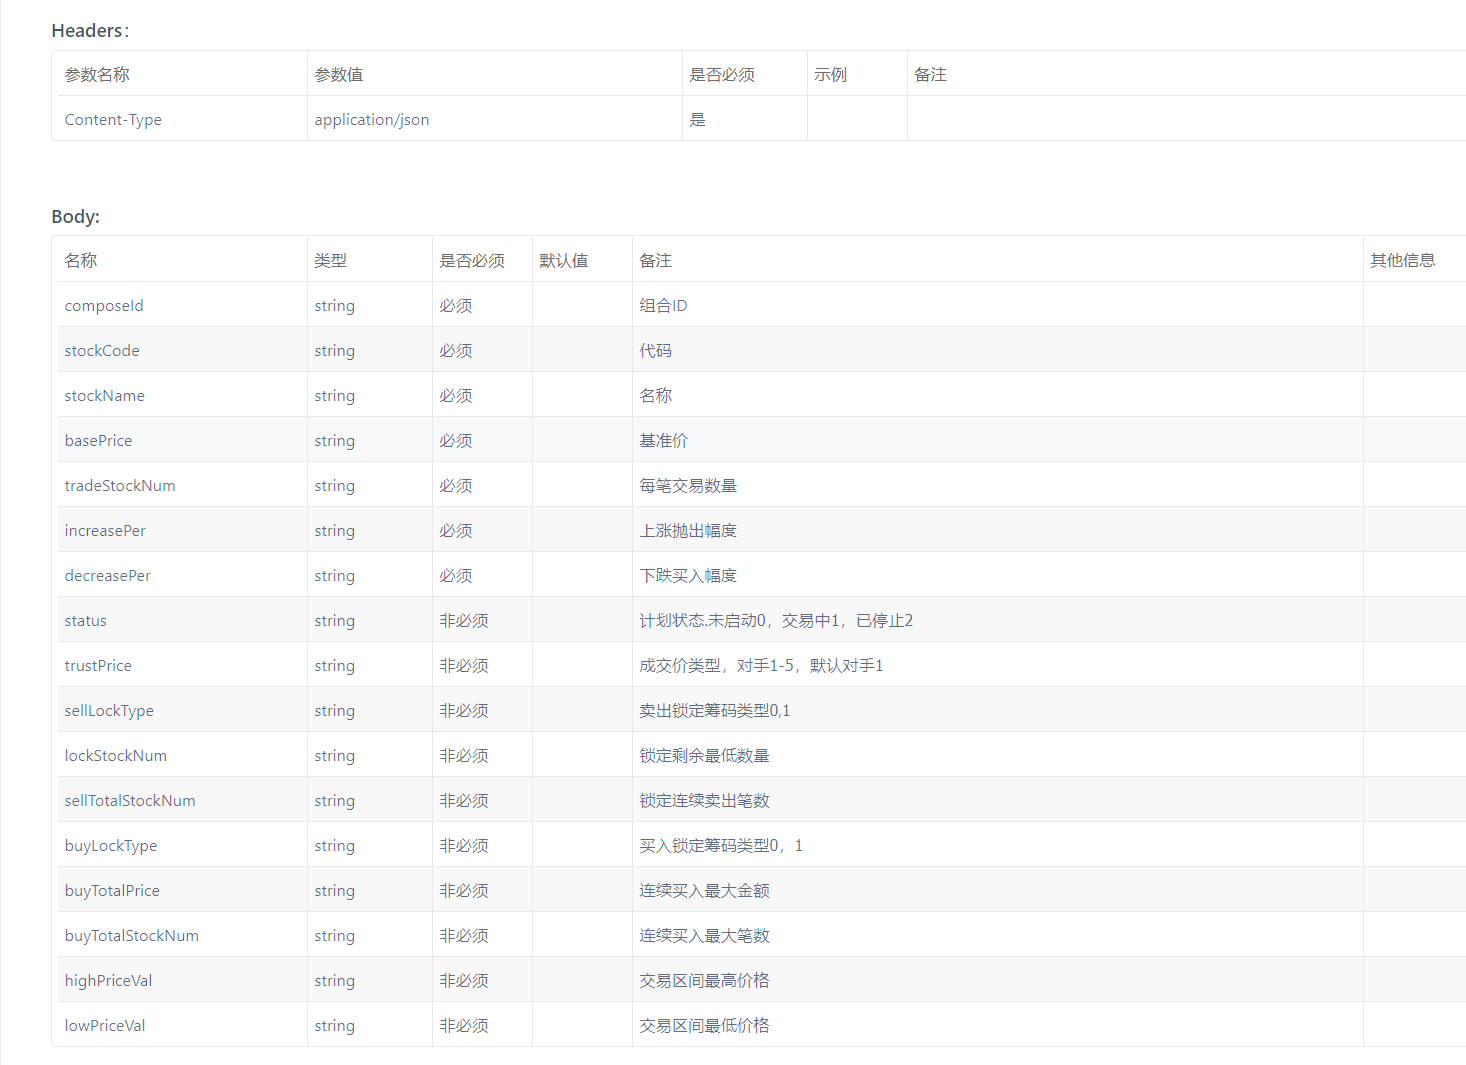 Headers：
参数名称 参数值 是否必须 示例 备注
Content-Type application/json 是
Body:
名称 类型 是否必须 默认值 备注 其他信息
composeId string 必须 组合ID
stockCode string 必须 代码
stockName string 必须 名称
basePrice string 必须 基准价
tradeStockNum string 必须 每笔交易数量
increasePer string 必须 上涨抛出幅度
decreasePer string 必须 下跌买入幅度
status string 非必须 计划状态.未启动0，交易中1，已停止2
trustPrice string 非必须 成交价类型，对手1-5，默认对手1
sellLockType string 非必须 卖出锁定筹码类型0,1
lockStockNum string 非必须 锁定剩余最低数量
sellTotalStockNum string 非必须 锁定连续卖出笔数
buyLockType string 非必须 买入锁定筹码类型0，1
buyTotalPrice string 非必须 连续买入最大金额
buyTotalStockNum string 非必须 连续买入最大笔数
highPriceVal string 非必须 交易区间最高价格
lowPriceVal string 非必须 交易区间最低价格